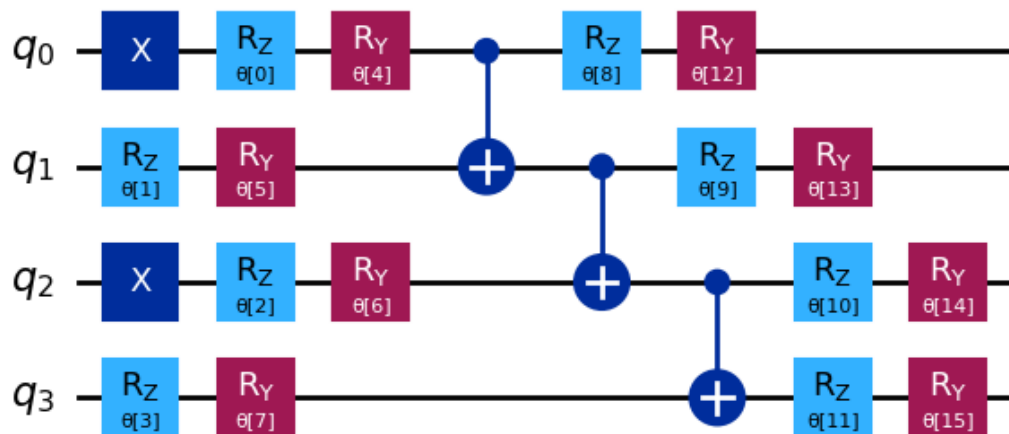 q0 X RZ θ[0] RY θ[4] RZ θ[8] RY θ[12]
q1 RZ θ[1] RY θ[5] RZ θ[9] RY θ[13]
q2 X RZ θ[2] RY θ[6] RZ θ[10] RY θ[14]
q3 RZ θ[3] RY θ[7] RZ θ[11] RY θ[15]